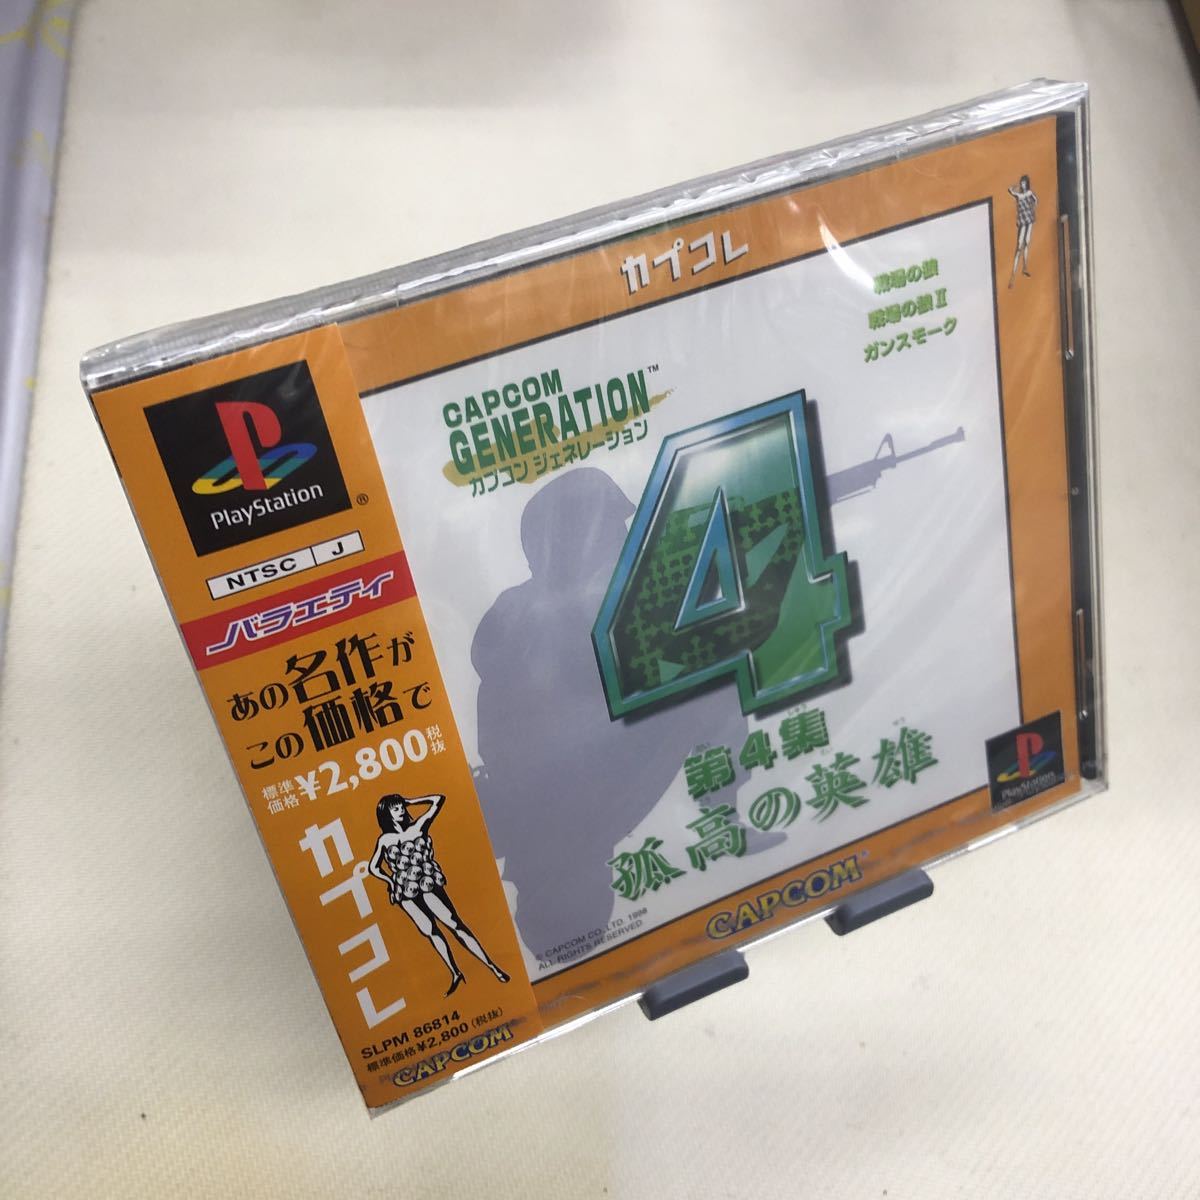 カプコレ
戦場の狼
戦場の狼II
ガンスモーク
CAPCOM
GENERATION™
カプコン ジェネレーション
4
第4集
孤高の英雄
PlayStation
CAPCOM
© CAPCOM CO., LTD. 1998
ALL RIGHTS RESERVED
PlayStation ®
NTSC J
バラエティ
あの名作が
この価格で
標準価格 ¥2,800 税抜
カプコレ
SLPM 86814
標準価格¥2,800(税抜)
CAPCOM